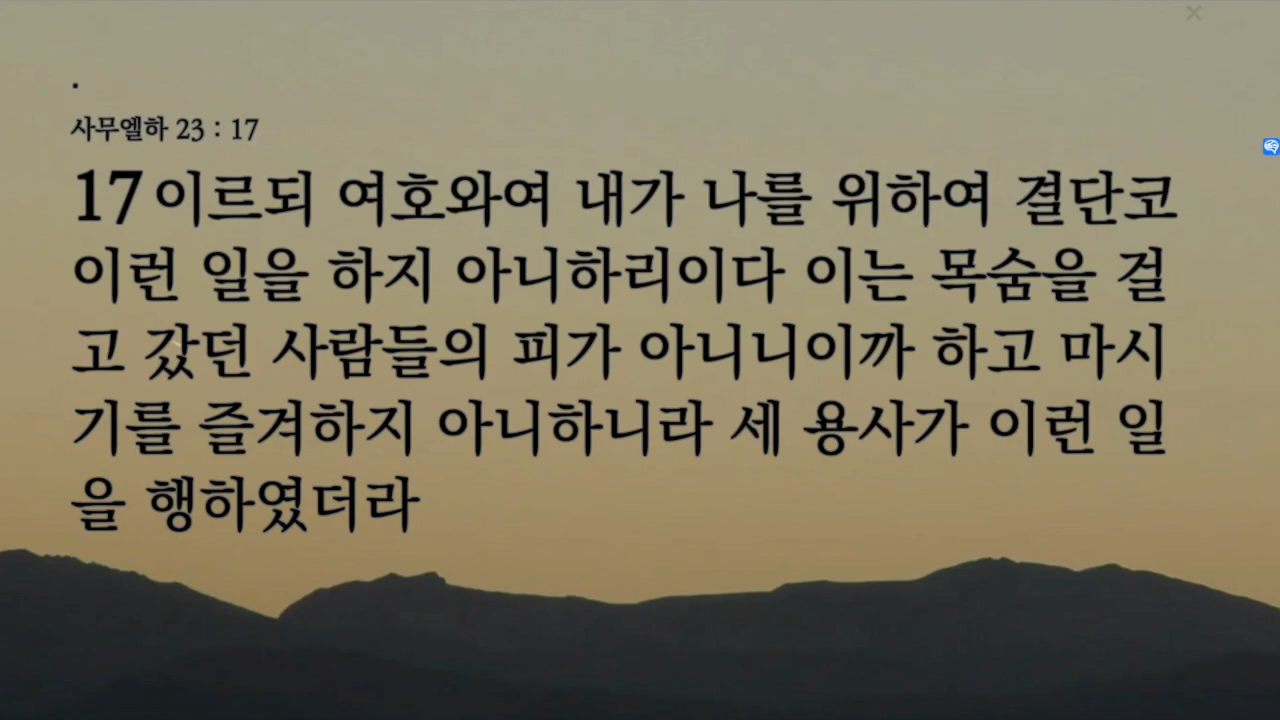 .
사무엘하 23 : 17
17 이르되 여호와여 내가 나를 위하여 결단코
이런 일을 하지 아니하리이다 이는 목숨을 걸
고 갔던 사람들의 피가 아니니이까 하고 마시
기를 즐겨하지 아니하니라 세 용사가 이런 일
을 행하였더라